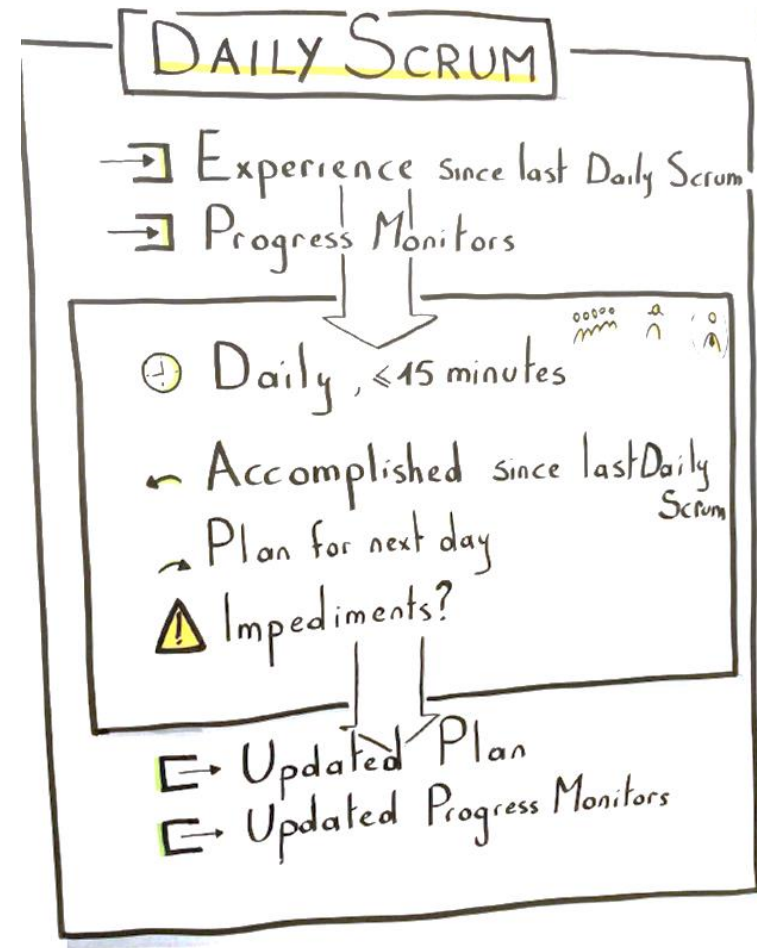 DAILY SCRUM
Experience since last Daily Scrum
Progress Monitors
Daily, ≤15 minutes
Accomplished since last Daily
Scrum
Plan for next day
Impediments?
Updated Plan
Updated Progress Monitors